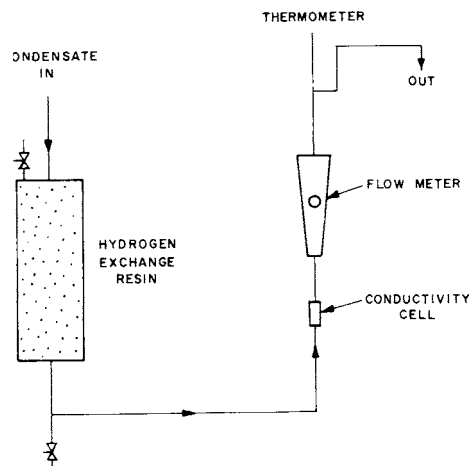 THERMOMETER
ONDENSATE
IN
OUT
FLOW METER
HYDROGEN
EXCHANGE
RESIN
CONDUCTIVITY
CELL